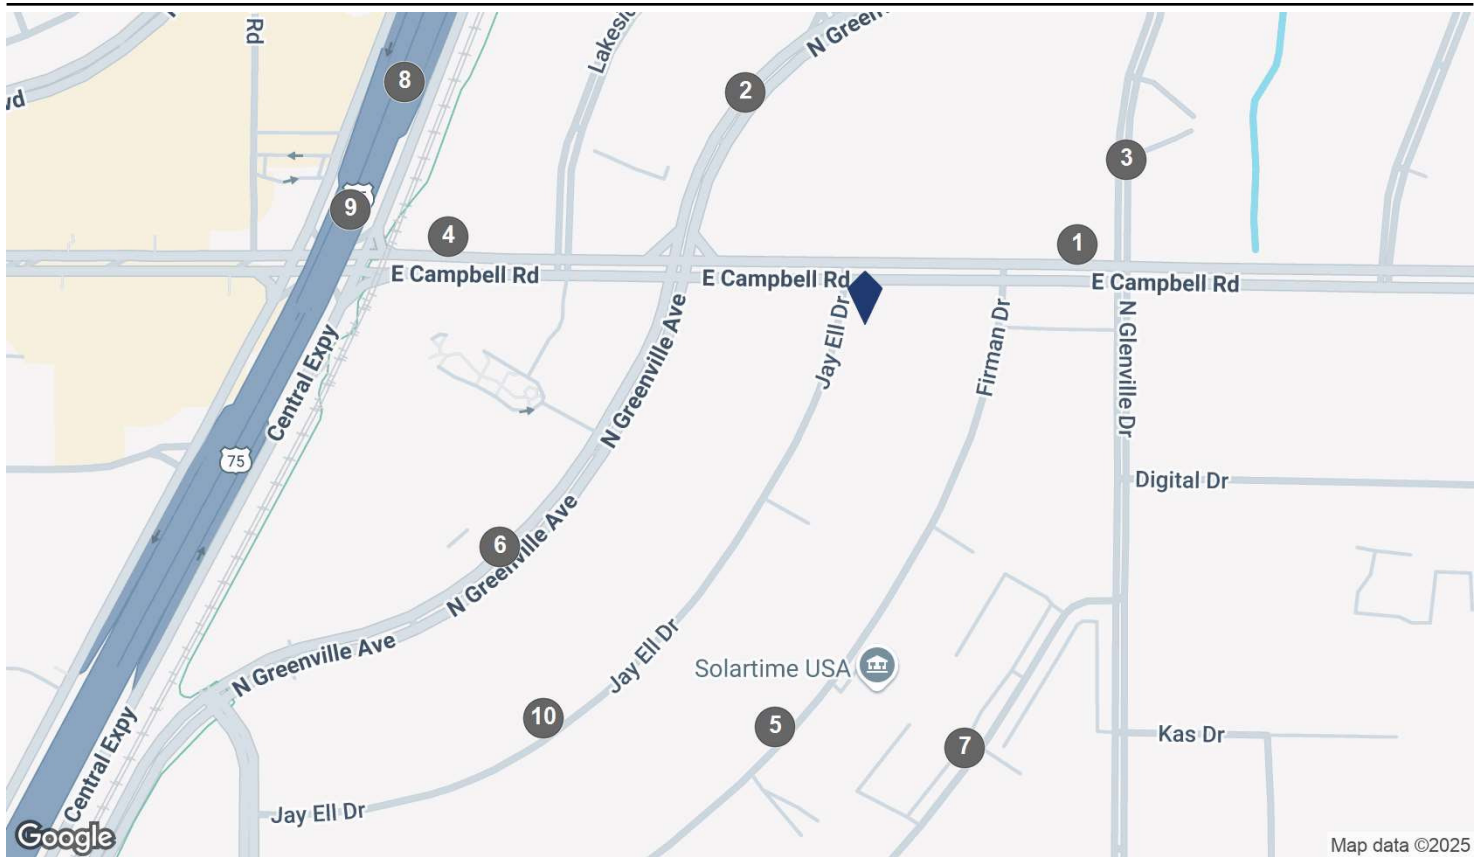 Rd
Lakesi
N Green
vd
8
2
3
9
4
1
E Campbell Rd
E Campbell Rd
E Campbell Rd
Jay Ell Dr
Firman Dr
N Glenville Dr
N Greenville Ave
Central Expy
75
Digital Dr
6
N Greenville Ave
N Greenville Ave
Jay Ell Dr
Solartime USA
10
5
7
Kas Dr
Central Expy
Jay Ell Dr
Google
Map data ©2025